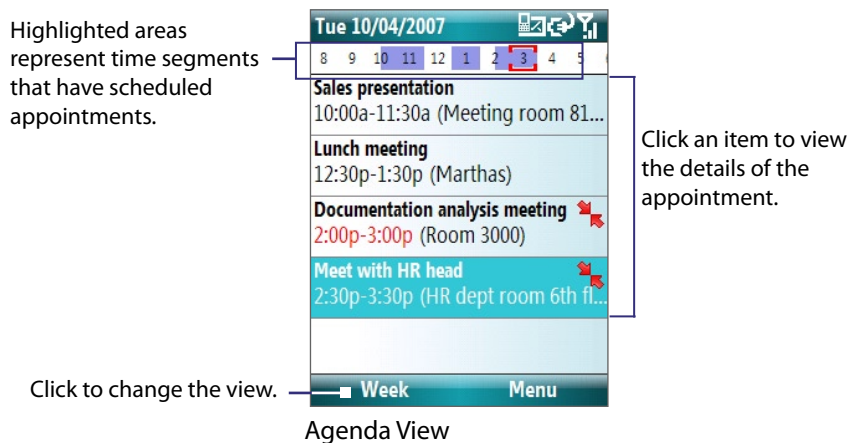 Highlighted areas
represent time segments
that have scheduled
appointments.
Tue 10/04/2007
8 9 10 11 12 1 2 3 4 5
Sales presentation
10:00a-11:30a (Meeting room 81...
Lunch meeting
12:30p-1:30p (Marthas)
Documentation analysis meeting
2:00p-3:00p (Room 3000)
Meet with HR head
2:30p-3:30p (HR dept room 6th fl...
Click an item to view
the details of the
appointment.
Click to change the view.
Week Menu
Agenda View